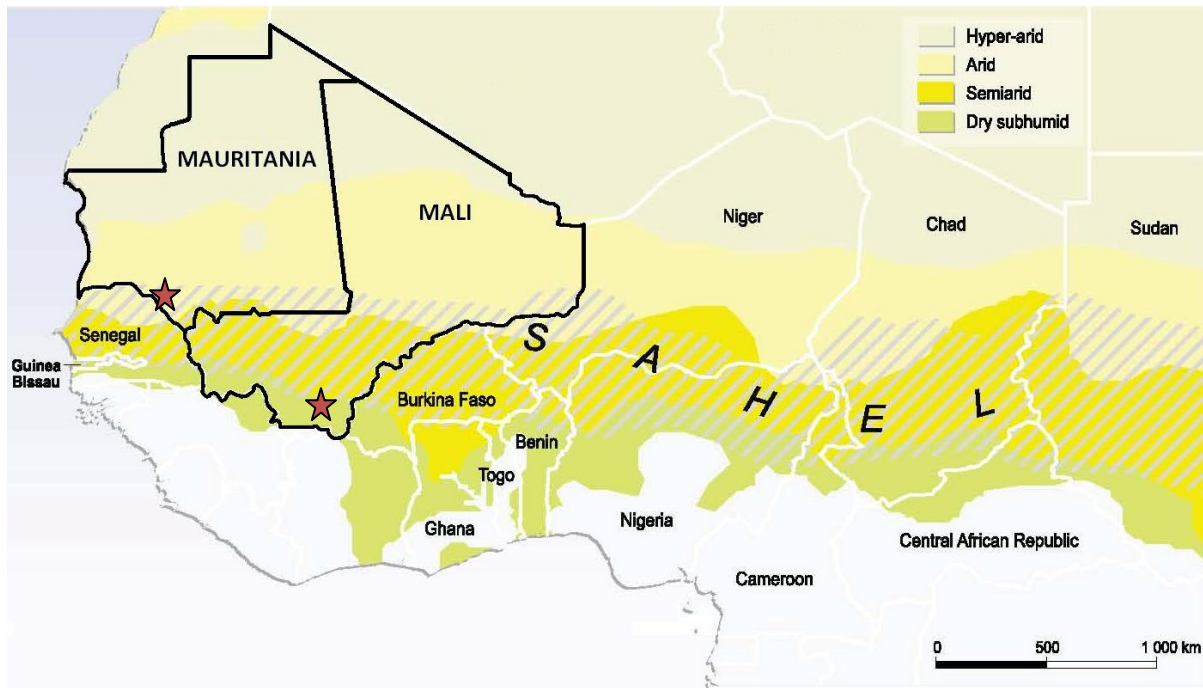 Hyper-arid
Arid
Semiarid
Dry subhumid
MAURITANIA
MALI
Niger
Chad
Sudan
Senegal
Guinea
Bissau
Burkina Faso
Benin
Togo
Ghana
Nigeria
Cameroon
Central African Republic
S A H E L
0 500 1 000 km